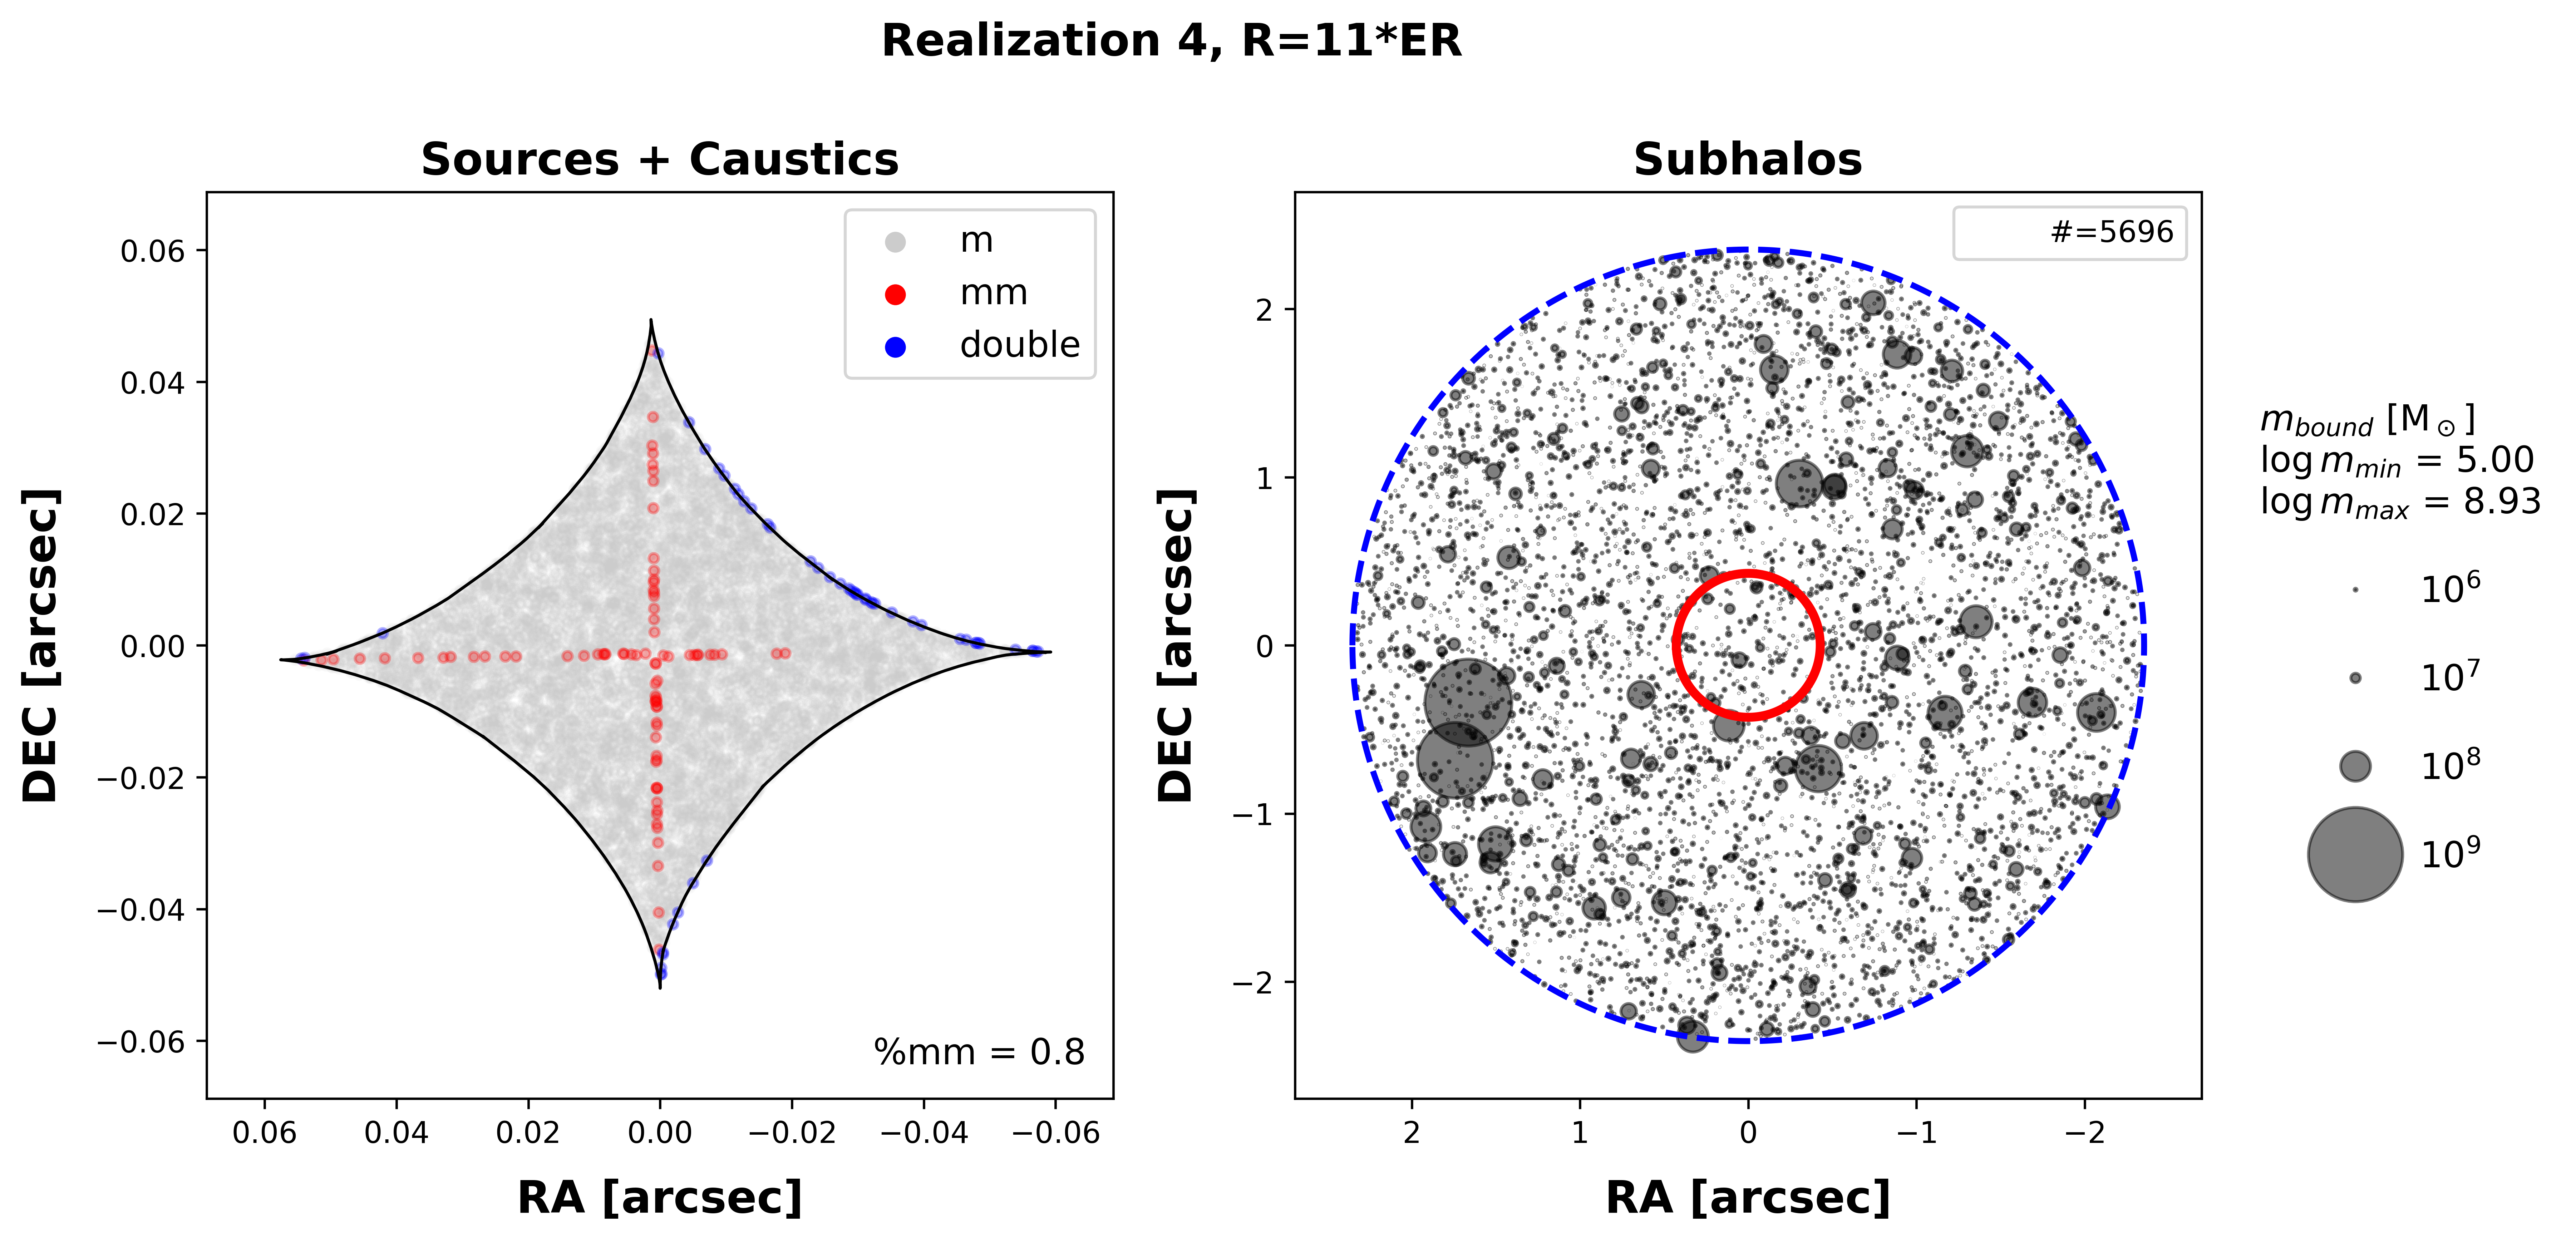 Realization 4, R=11*ER
Sources + Caustics
m
mm
double
%mm = 0.8
0.06
0.04
0.02
0.00
−0.02
−0.04
−0.06
0.06 0.04 0.02 0.00 −0.02 −0.04 −0.06
DEC [arcsec]
RA [arcsec]
Subhalos
#=5696
2
1
0
−1
−2
2 1 0 −1 −2
DEC [arcsec]
RA [arcsec]
m_bound [M_⊙]
log m_min = 5.00
log m_max = 8.93
10^6
10^7
10^8
10^9